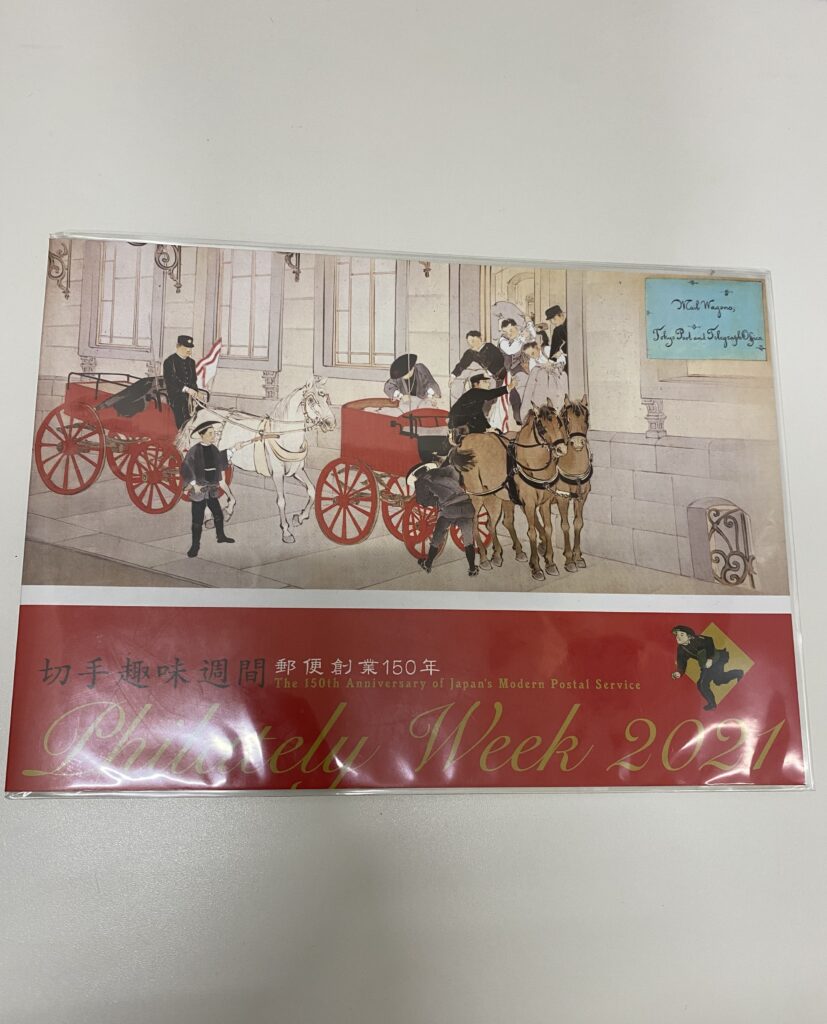 Mail Wagons,
Tokyo Post and Telegraph Office
切手趣味週間
郵便創業150年
The 150th Anniversary of Japan's Modern Postal Service
Philately Week 2021